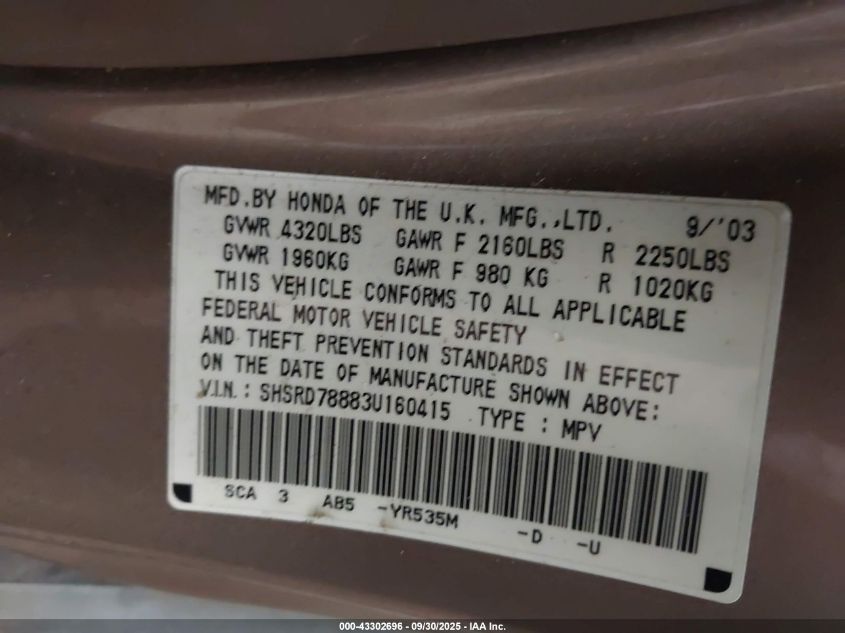 MFD.BY HONDA OF THE U.K. MFG.,LTD. 9/'03
GVWR 4320LBS GAWR F 2160LBS R 2250LBS
GVWR 1960KG GAWR F 980 KG R 1020KG
THIS VEHICLE CONFORMS TO ALL APPLICABLE
FEDERAL MOTOR VEHICLE SAFETY
AND THEFT PREVENTION STANDARDS IN EFFECT
ON THE DATE OF MANUFACTURE SHOWN ABOVE:
V.I.N.: SHSRD78883U160415 TYPE : MPV
SCA 3 AB5 -YR535M -D -U
000-43302696 - 09/30/2025 - IAA Inc.